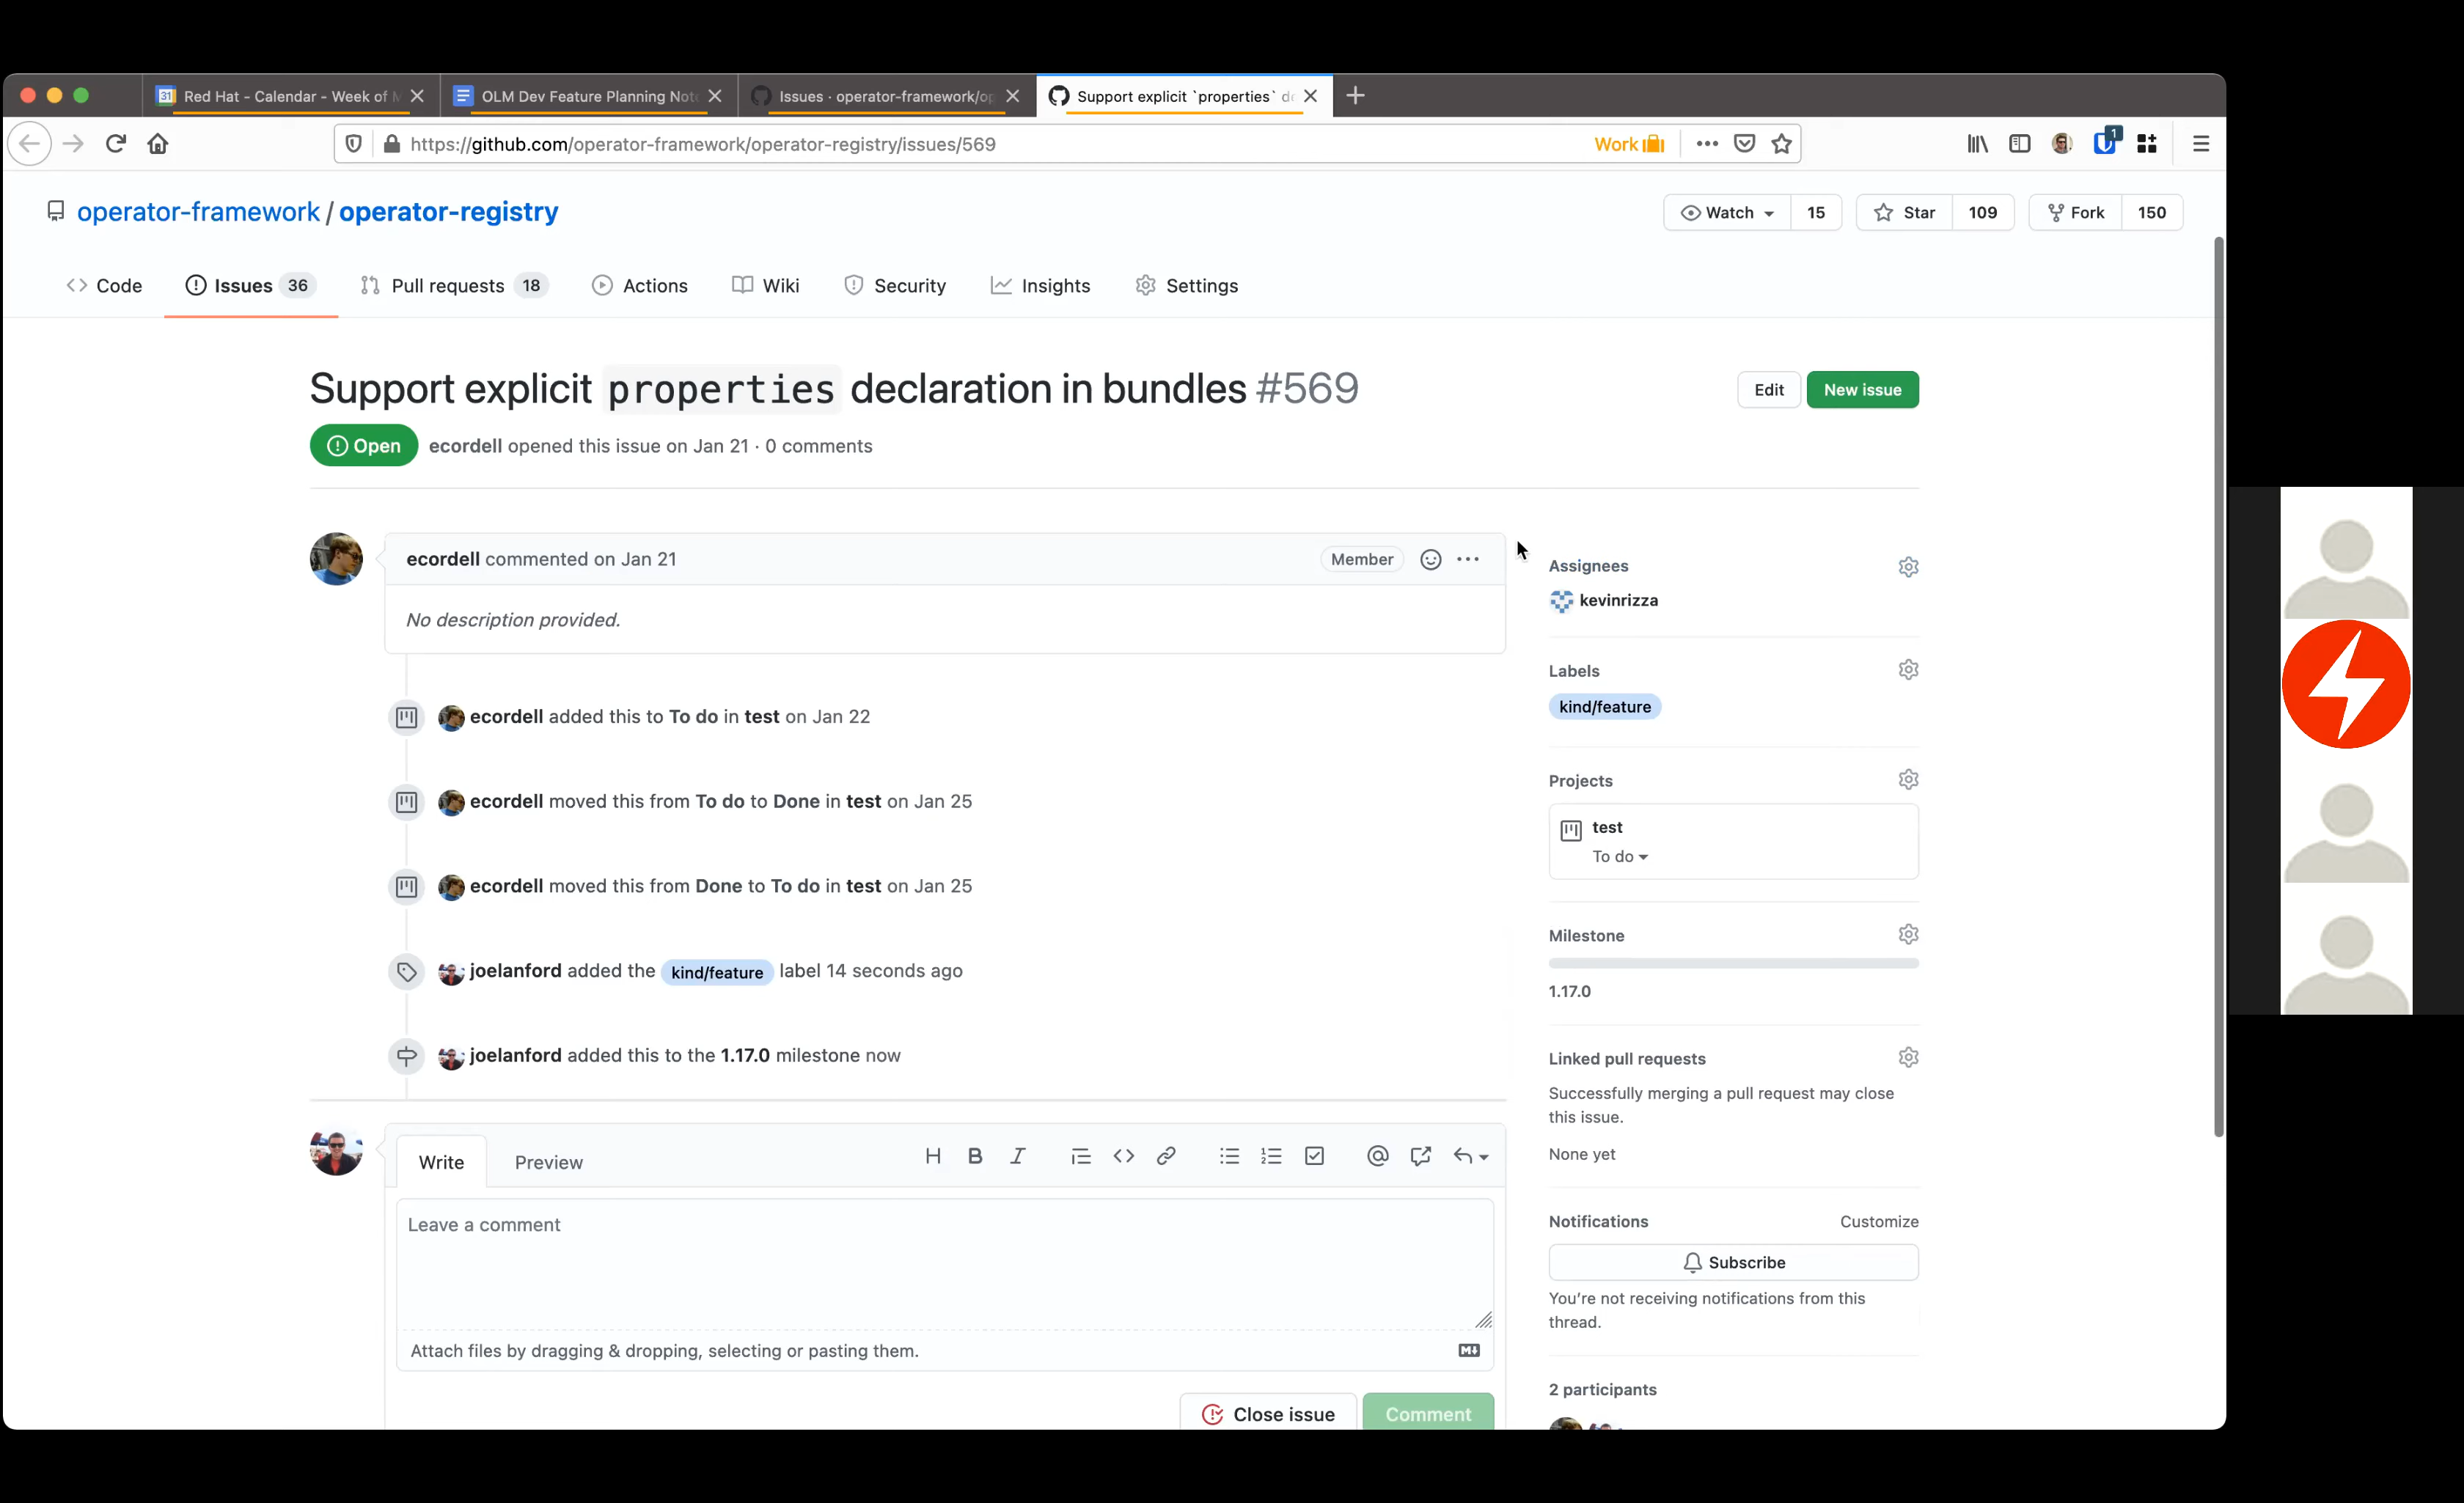 31 Red Hat - Calendar - Week of M
OLM Dev Feature Planning Not
Issues · operator-framework/op
Support explicit `properties` de
https://github.com/operator-framework/operator-registry/issues/569
Work
1
operator-framework / operator-registry
Watch 15
Star 109
Fork 150
Code
Issues 36
Pull requests 18
Actions
Wiki
Security
Insights
Settings
Support explicit properties declaration in bundles #569
Edit
New issue
Open
ecordell opened this issue on Jan 21 · 0 comments
ecordell commented on Jan 21
Member
No description provided.
ecordell added this to To do in test on Jan 22
ecordell moved this from To do to Done in test on Jan 25
ecordell moved this from Done to To do in test on Jan 25
joelanford added the kind/feature label 14 seconds ago
joelanford added this to the 1.17.0 milestone now
Write
Preview
Leave a comment
Attach files by dragging & dropping, selecting or pasting them.
Close issue
Comment
Assignees
kevinrizza
Labels
kind/feature
Projects
test
To do
Milestone
1.17.0
Linked pull requests
Successfully merging a pull request may close
this issue.
None yet
Notifications
Customize
Subscribe
You're not receiving notifications from this
thread.
2 participants